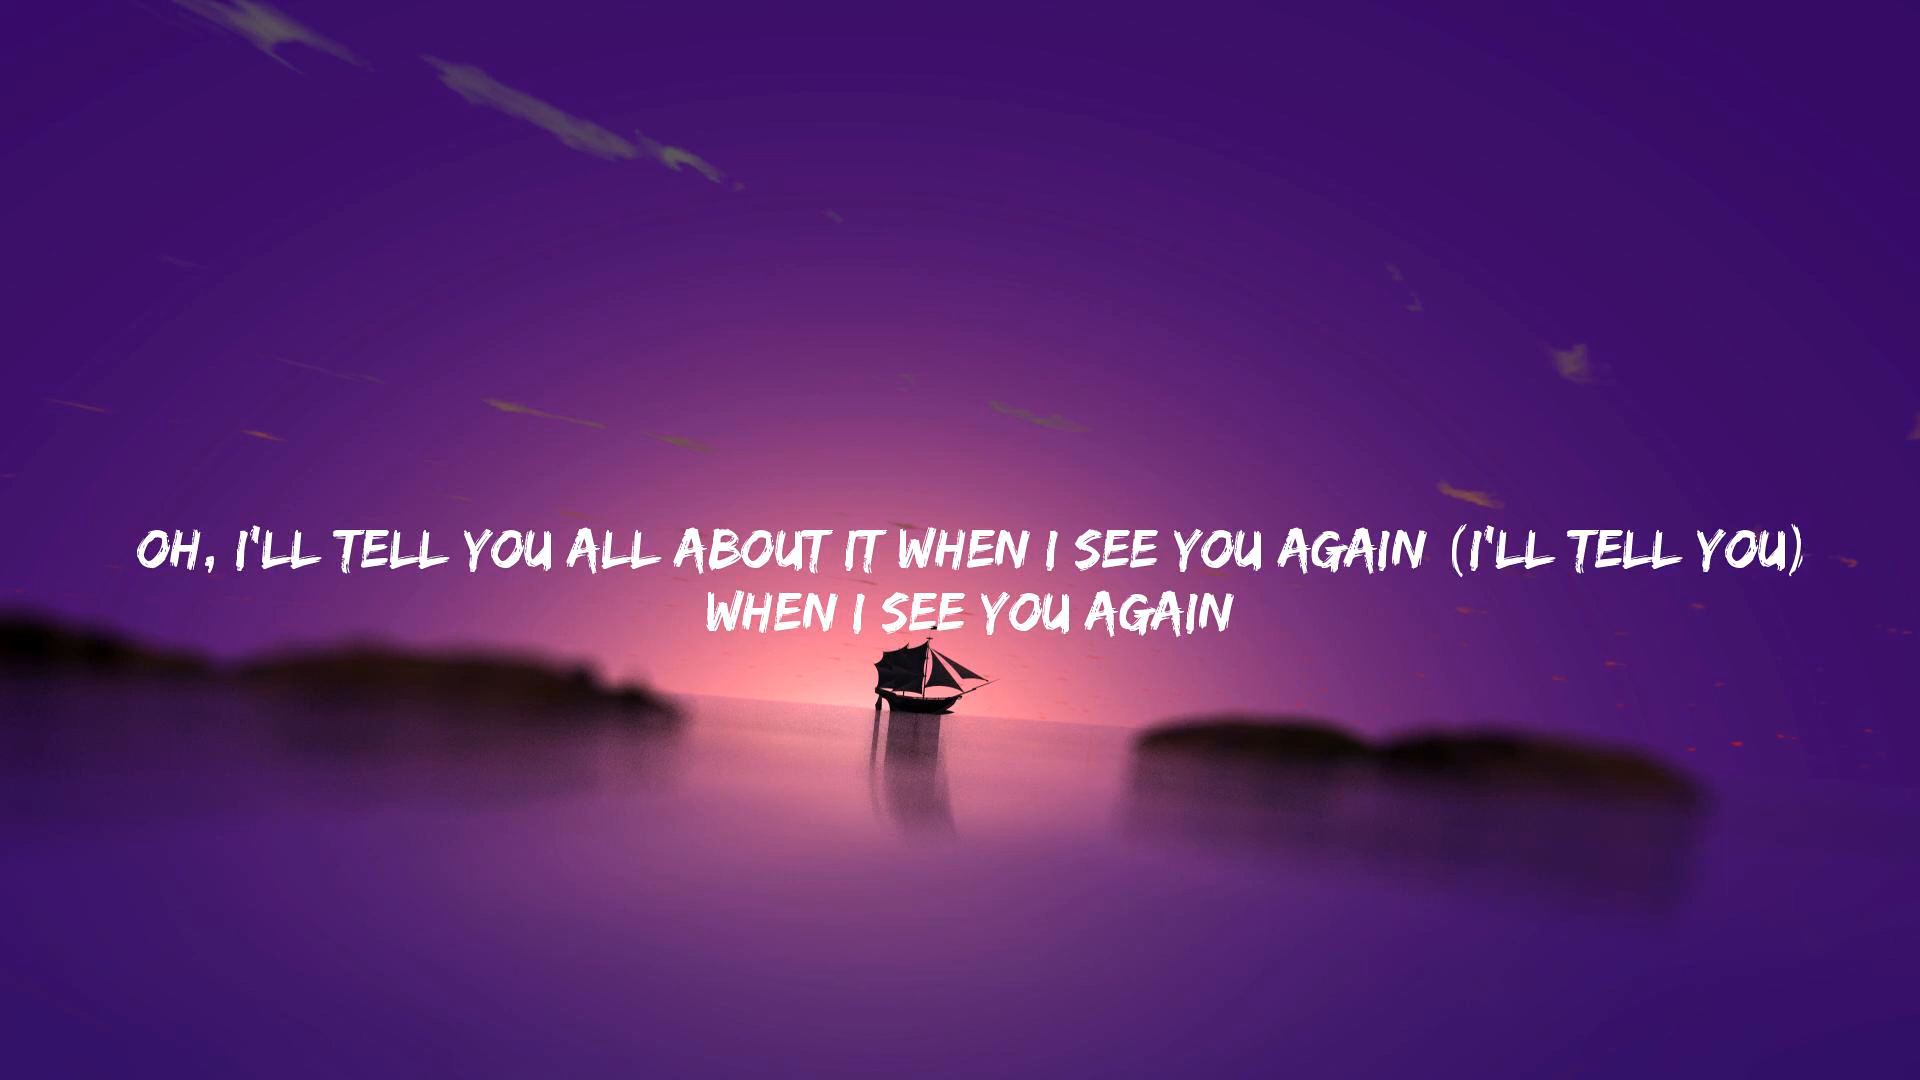 OH, I'LL TELL YOU ALL ABOUT IT WHEN I SEE YOU AGAIN (I'LL TELL YOU)
WHEN I SEE YOU AGAIN